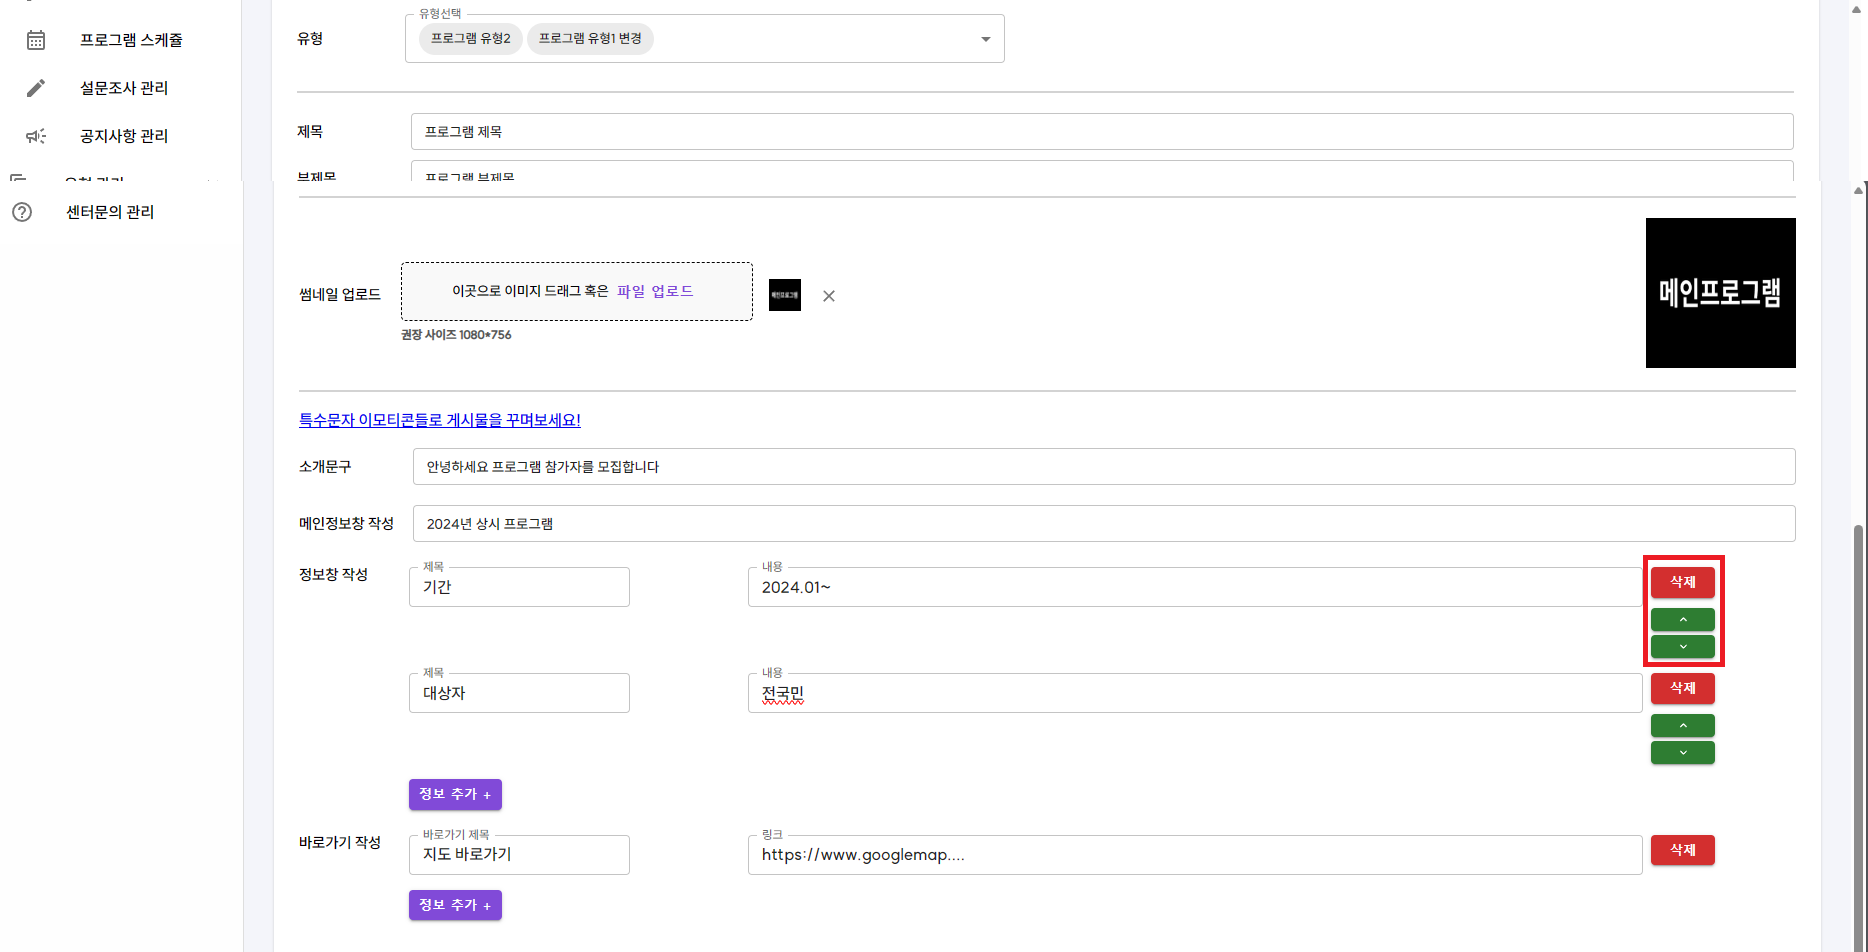 프로그램 스케쥴
설문조사 관리
공지사항 관리
센터문의 관리
유형
유형선택
프로그램 유형2
프로그램 유형1 변경
제목
프로그램 제목
부제목
프로그램 부제목
썸네일 업로드
이곳으로 이미지 드래그 혹은 파일 업로드
권장 사이즈 1080*756
메인프로그램
메인프로그램
특수문자 이모티콘들로 게시물을 꾸며보세요!
소개문구
안녕하세요 프로그램 참가자를 모집합니다
메인정보창 작성
2024년 상시 프로그램
정보창 작성
제목
기간
내용
2024.01~
삭제
제목
대상자
내용
전국민
삭제
정보 추가 +
바로가기 작성
바로가기 제목
지도 바로가기
링크
https://www.googlemap....
삭제
정보 추가 +